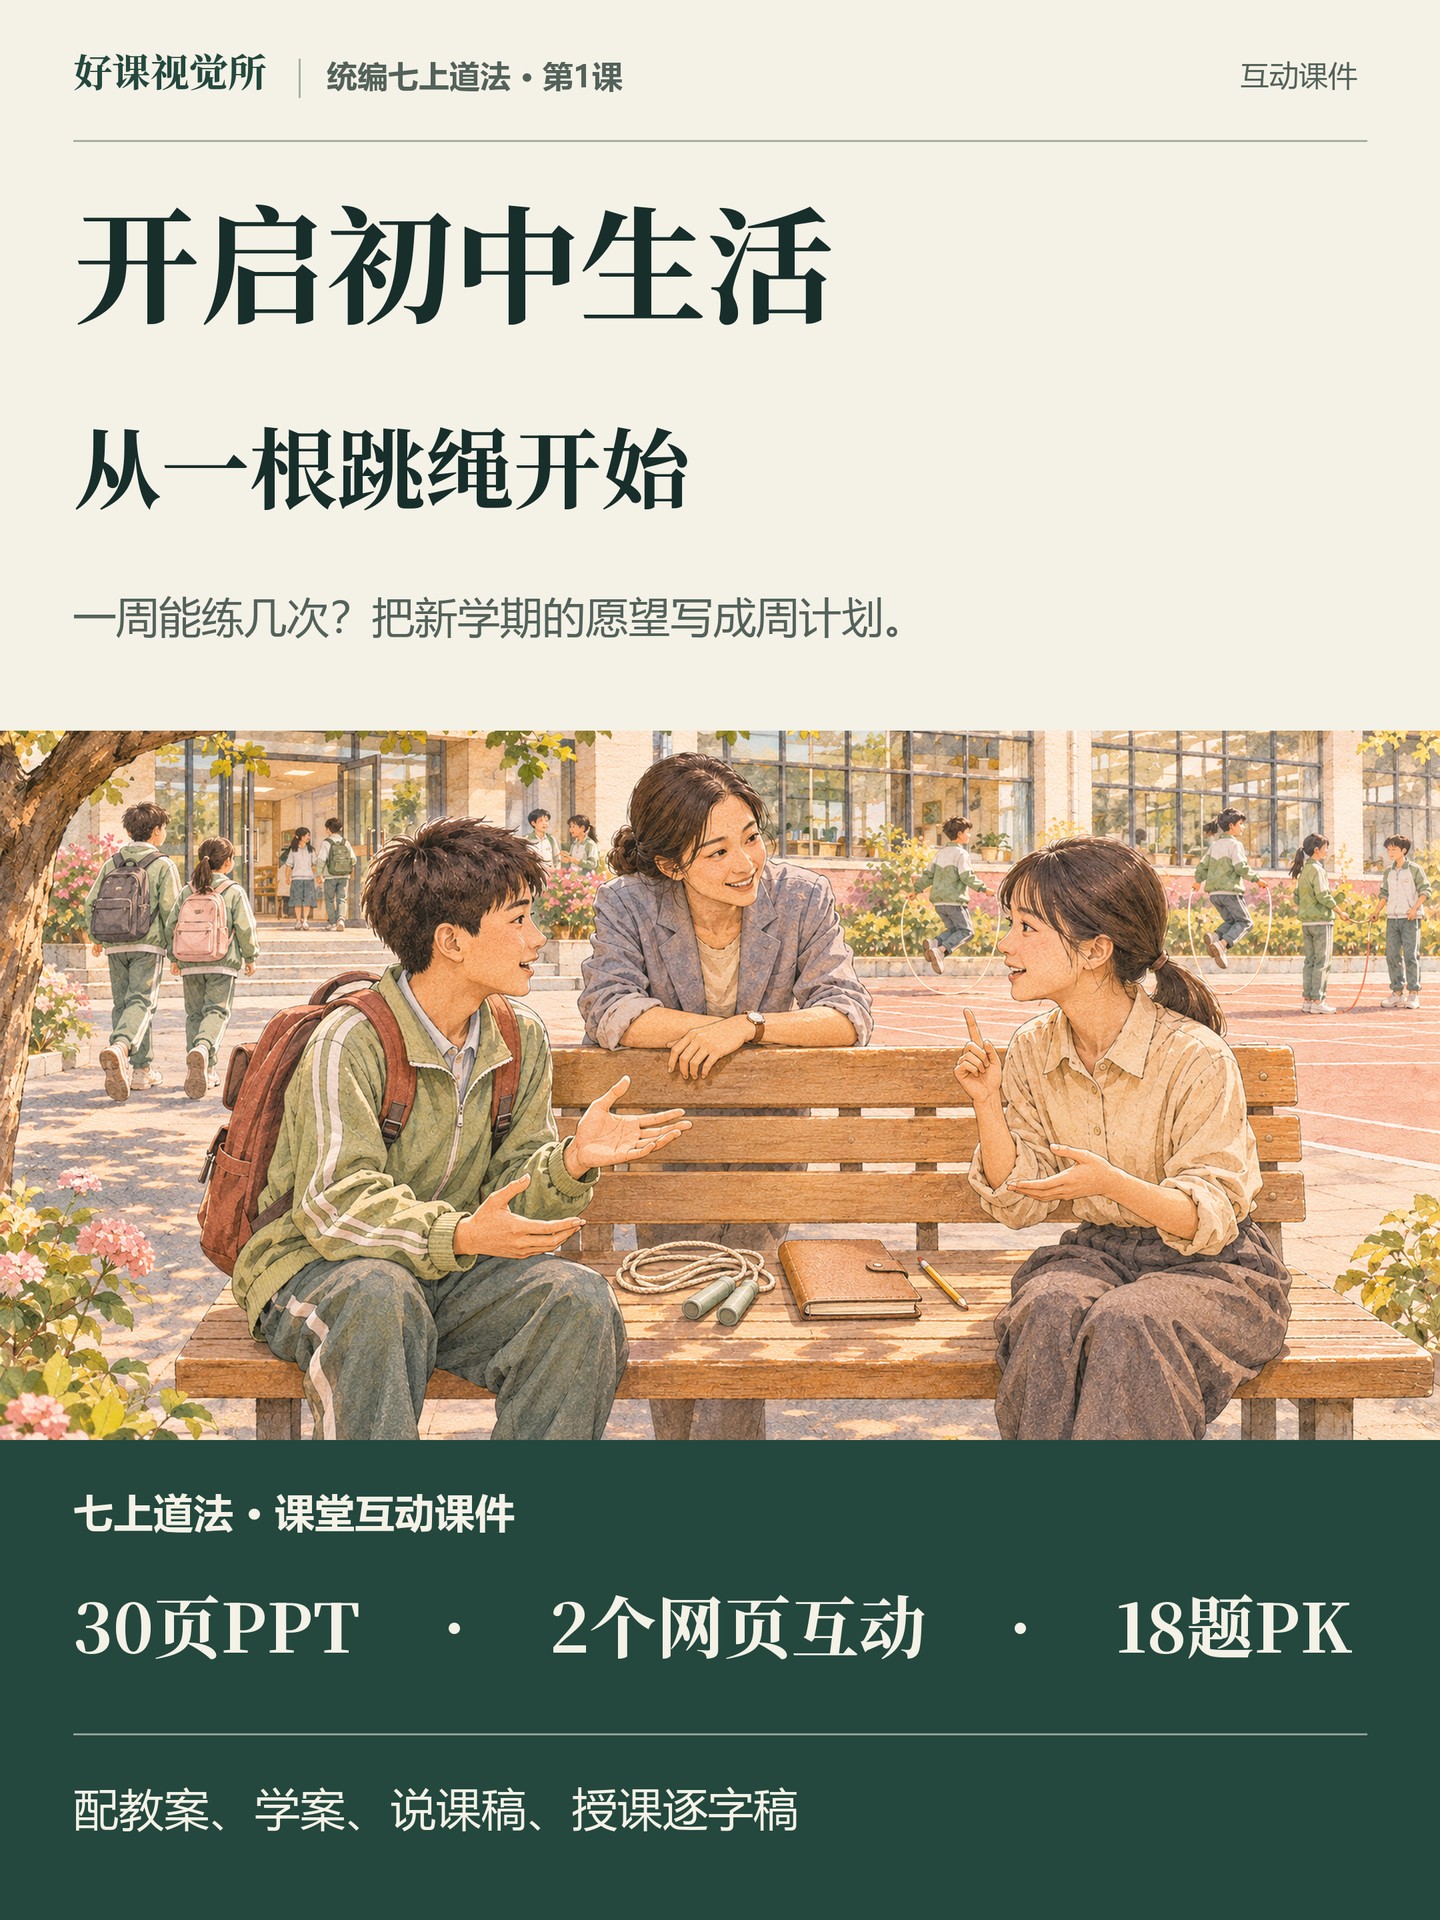 好课视觉所 统编七上道法·第1课 互动课件
开启初中生活
从一根跳绳开始
一周能练几次？把新学期的愿望写成周计划。
七上道法·课堂互动课件
30页PPT · 2个网页互动 · 18题PK
配教案、学案、说课稿、授课逐字稿